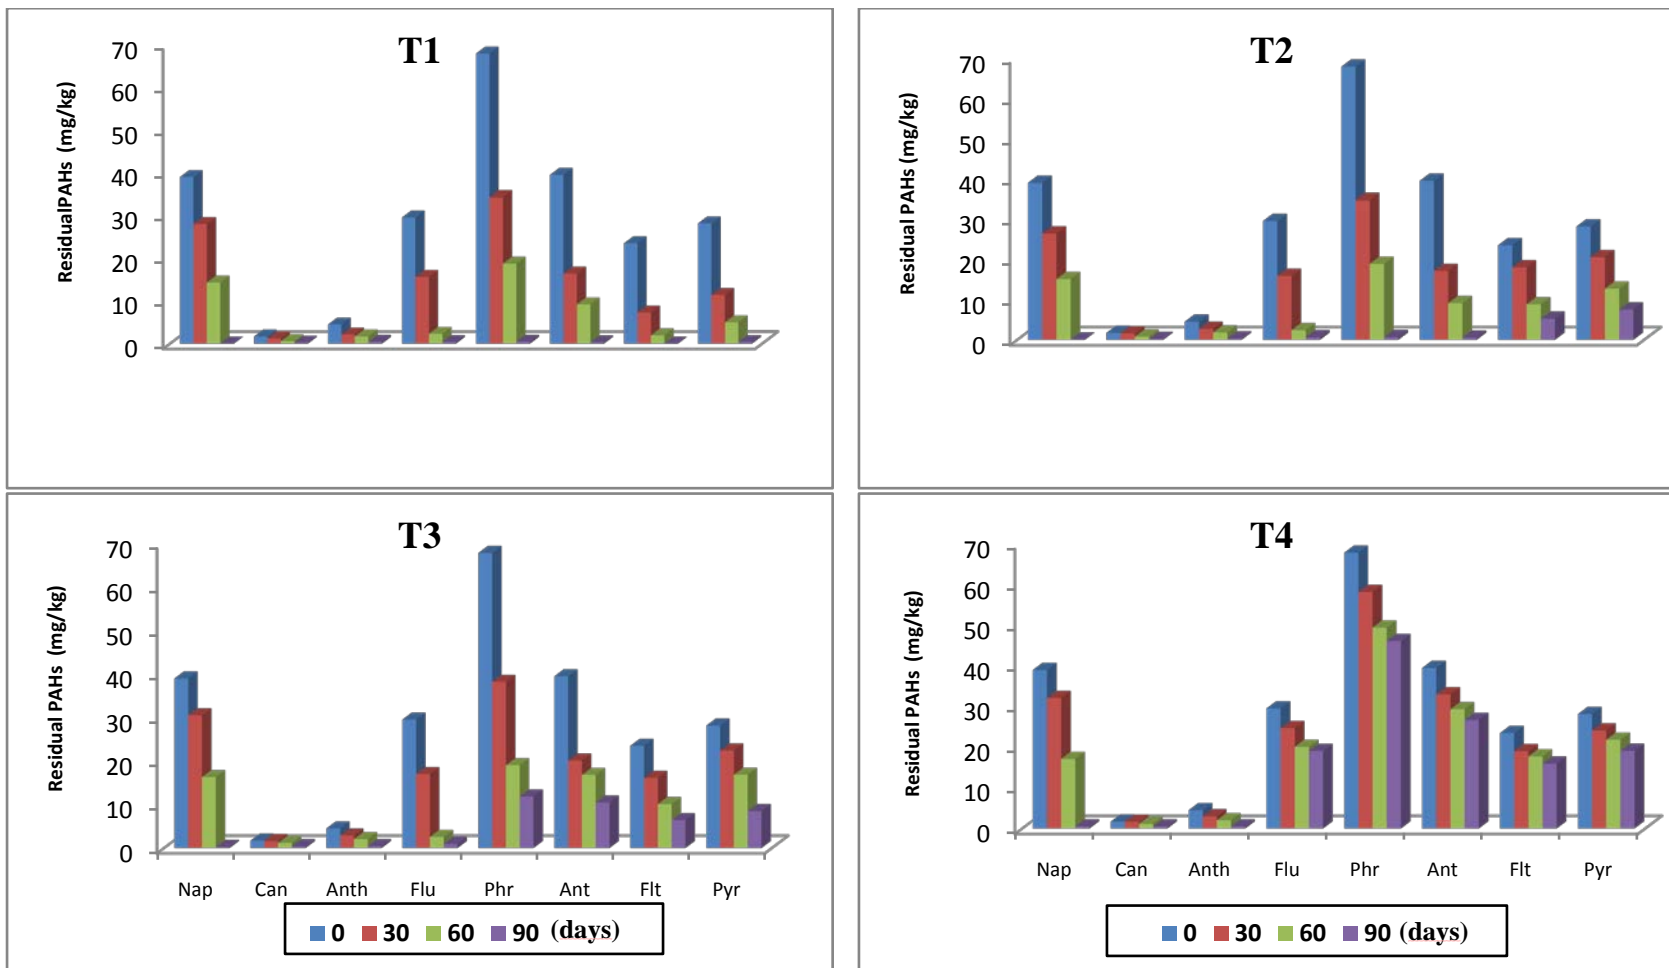 T1
ResidualPAHs (mg/kg)
70
60
50
40
30
20
10
0
T2
Residual PAHs (mg/kg)
70
60
50
40
30
20
10
0
T3
Residual PAHs (mg/kg)
70
60
50
40
30
20
10
0
Nap Can Anth Flu Phr Ant Flt Pyr
0 30 60 90 (days)
T4
Residual PAHs (mg/kg)
70
60
50
40
30
20
10
0
Nap Can Anth Flu Phr Ant Flt Pyr
0 30 60 90 (days)